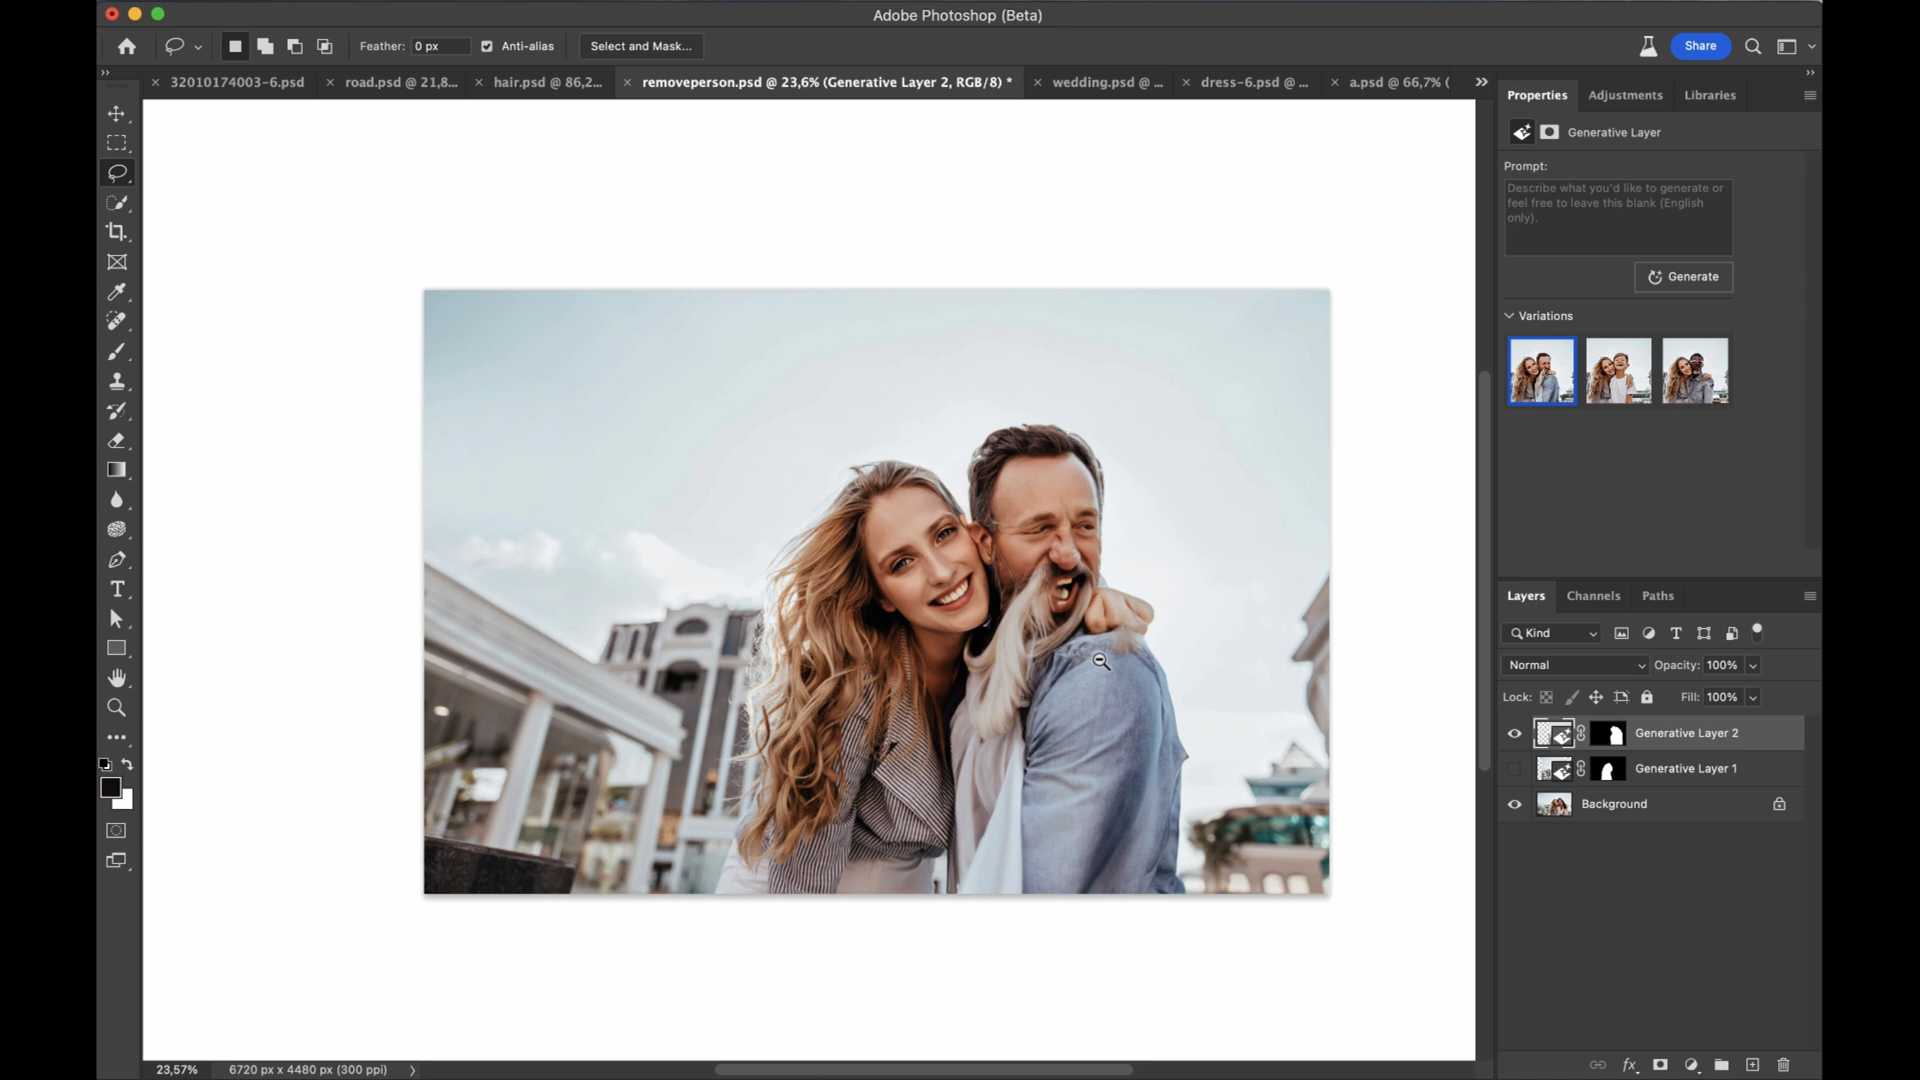 Adobe Photoshop (Beta)
Feather: 0 px Anti-alias Select and Mask... Share
32010174003-6.psd road.psd @ 21,8... hair.psd @ 86,2... removeperson.psd @ 23,6% (Generative Layer 2, RGB/8) * wedding.psd @ ... dress-6.psd @ ... a.psd @ 66,7% (
Properties Adjustments Libraries
Generative Layer
Prompt:
Describe what you'd like to generate or
feel free to leave this blank (English
only).
Generate
Variations
Layers Channels Paths
Kind
Normal Opacity: 100%
Lock: Fill: 100%
Generative Layer 2
Generative Layer 1
Background
23,57% 6720 px x 4480 px (300 ppi)